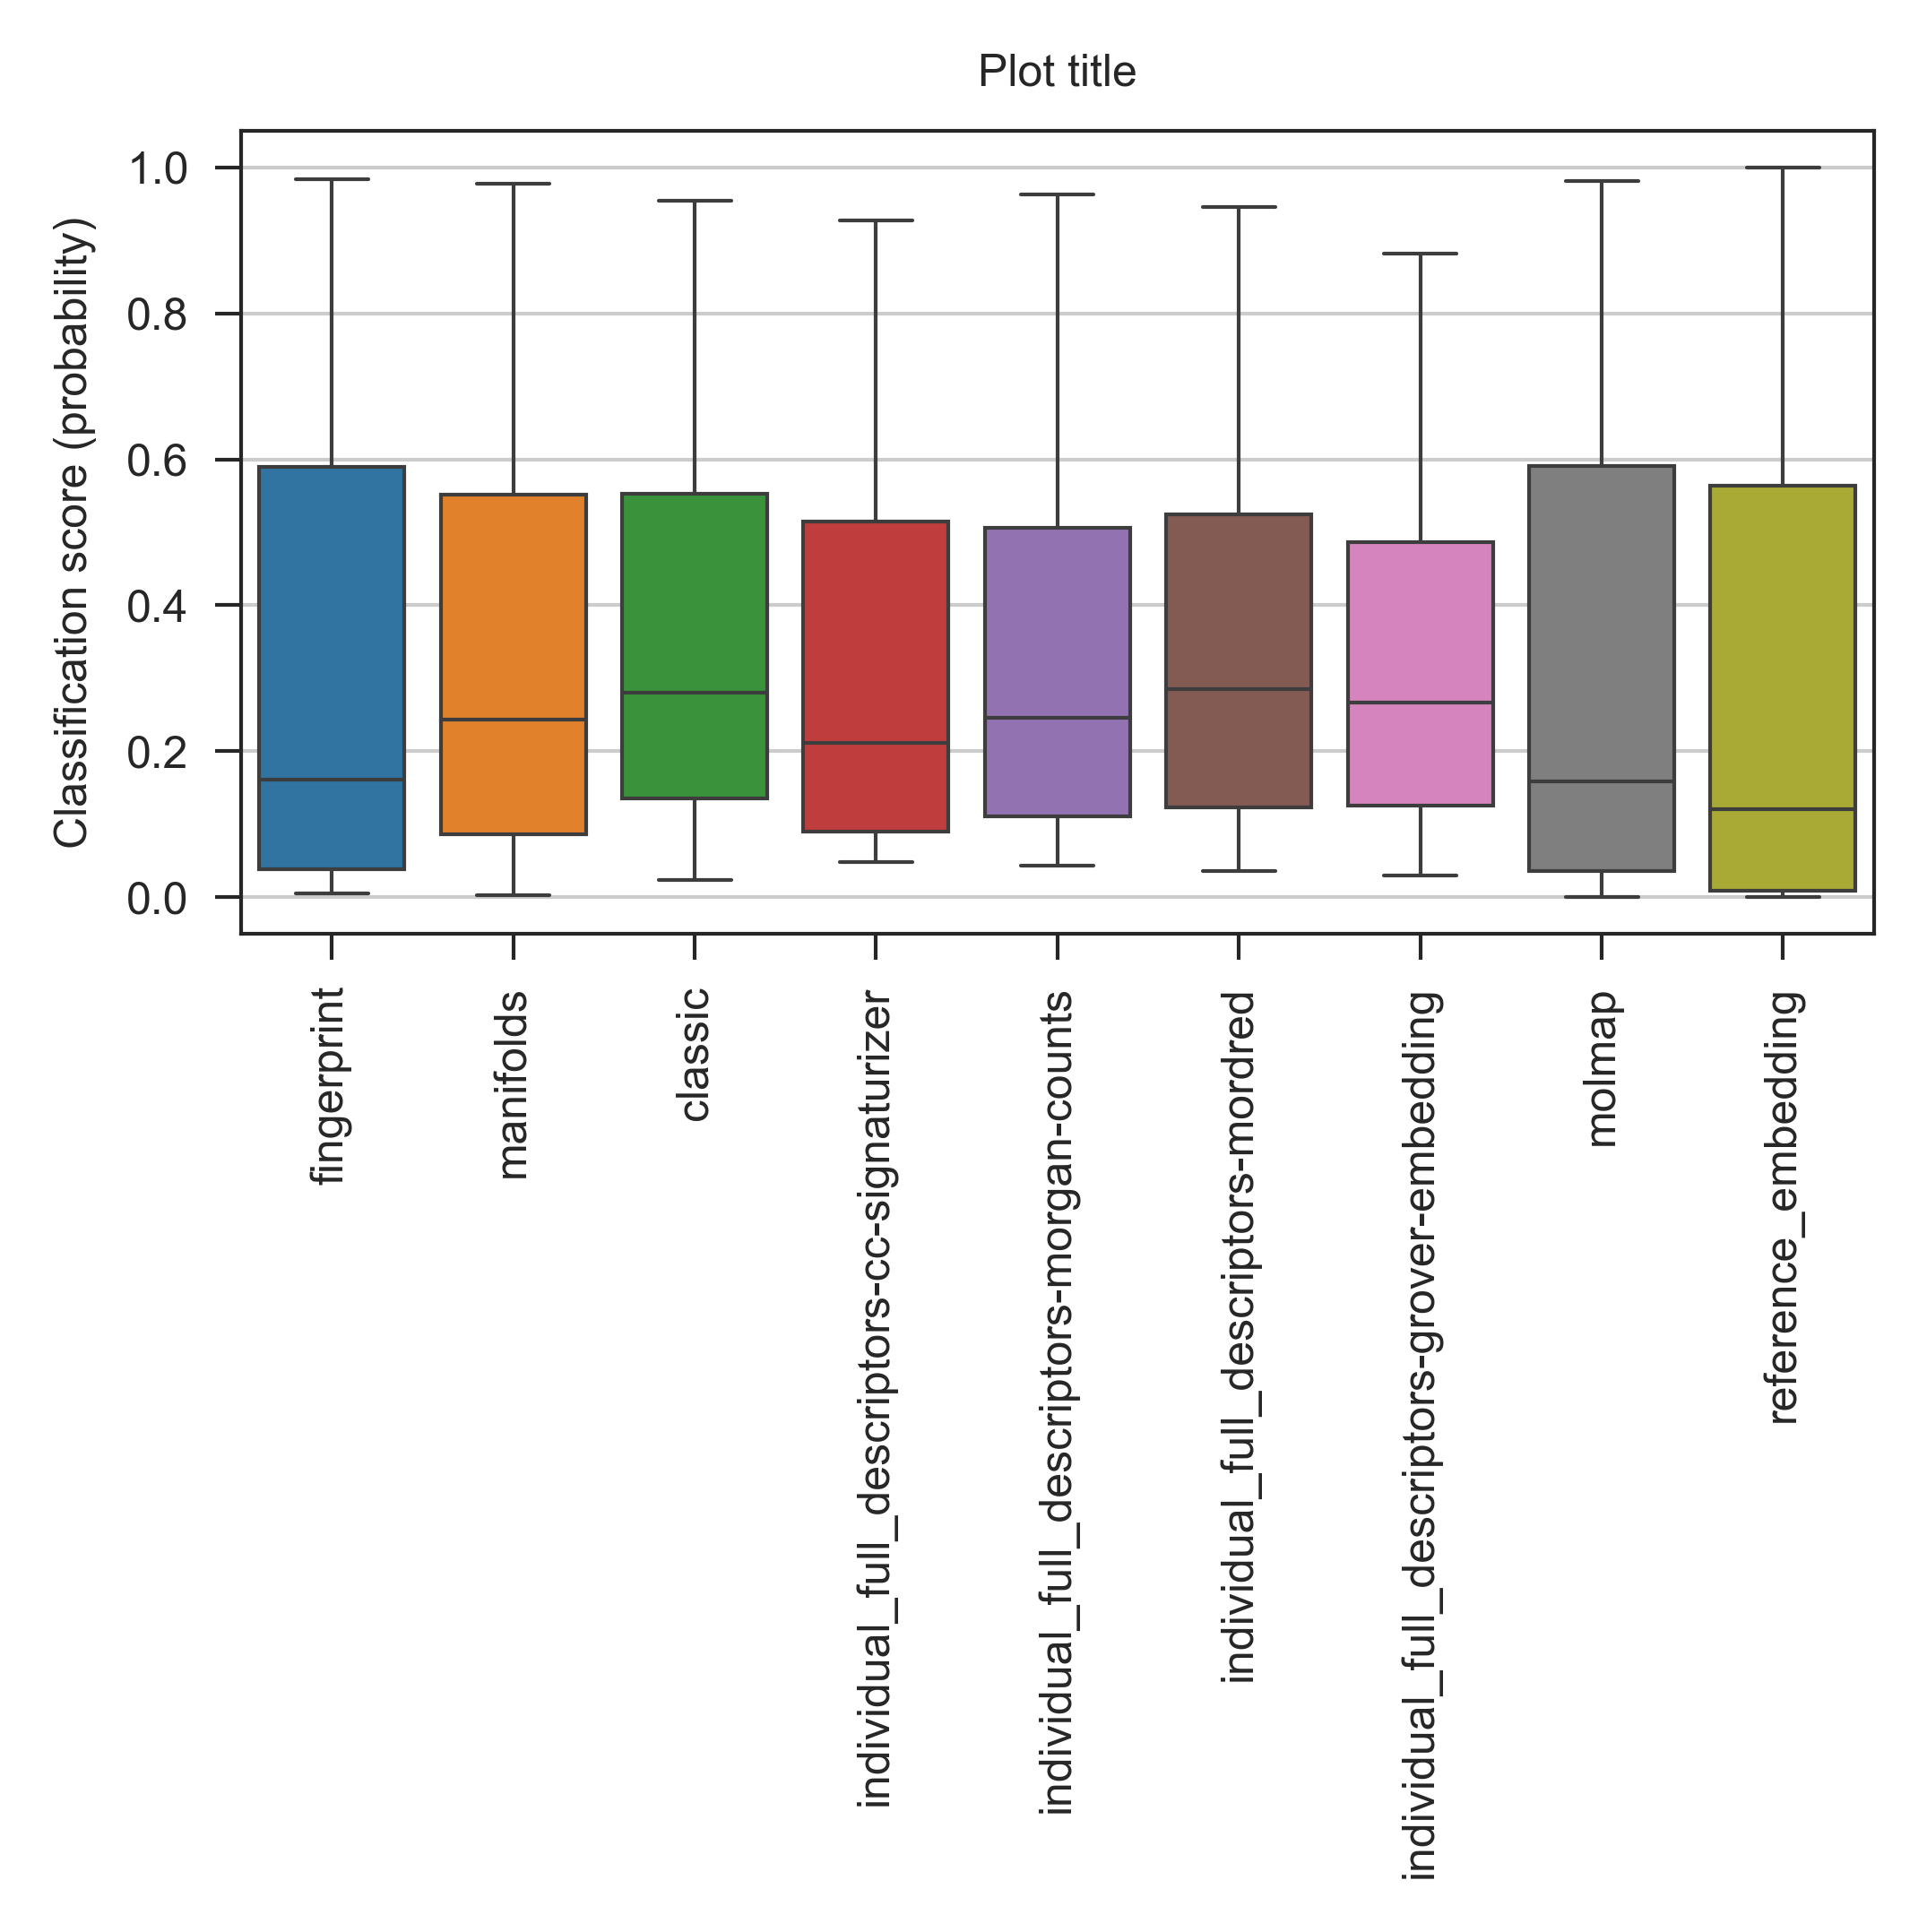 Plot title
Classification score (probability)
1.0
0.8
0.6
0.4
0.2
0.0
fingerprint
manifolds
classic
individual_full_descriptors-cc-signaturizer
individual_full_descriptors-morgan-counts
individual_full_descriptors-mordred
individual_full_descriptors-grover-embedding
molmap
reference_embedding